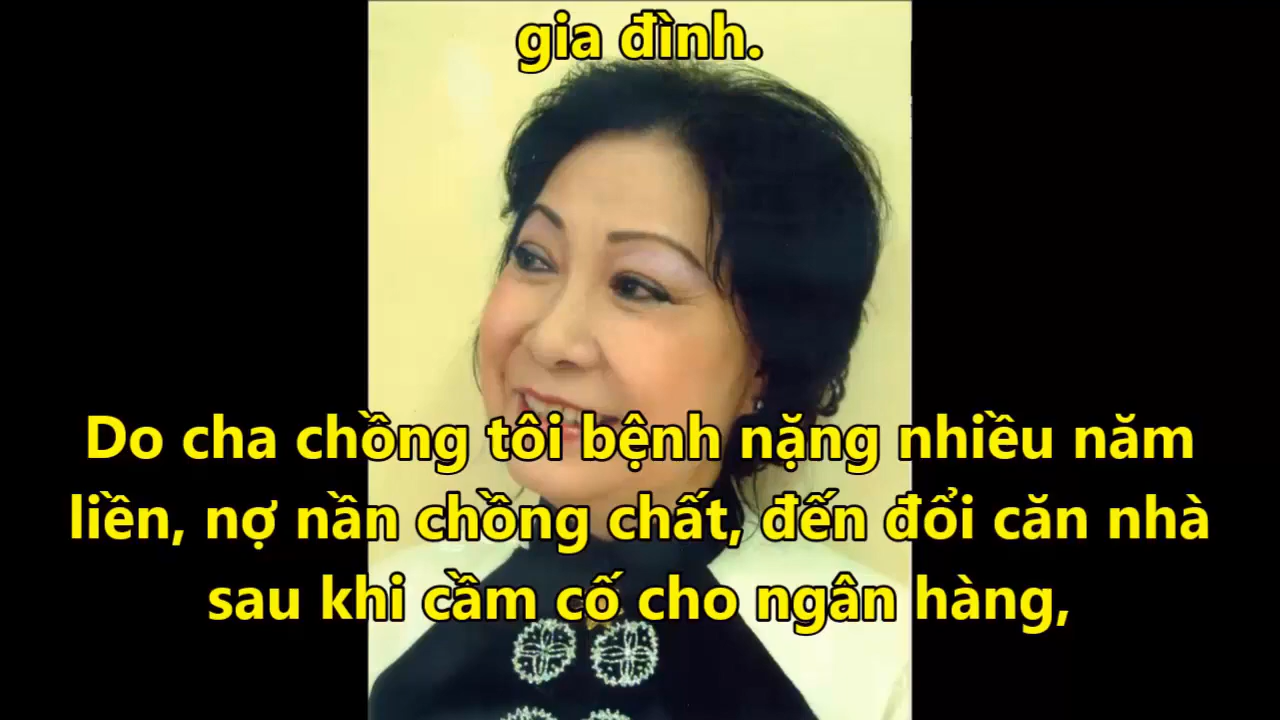 gia đình.
Do cha chồng tôi bệnh nặng nhiều năm
liền, nợ nần chồng chất, đến đổi căn nhà
sau khi cầm cố cho ngân hàng,